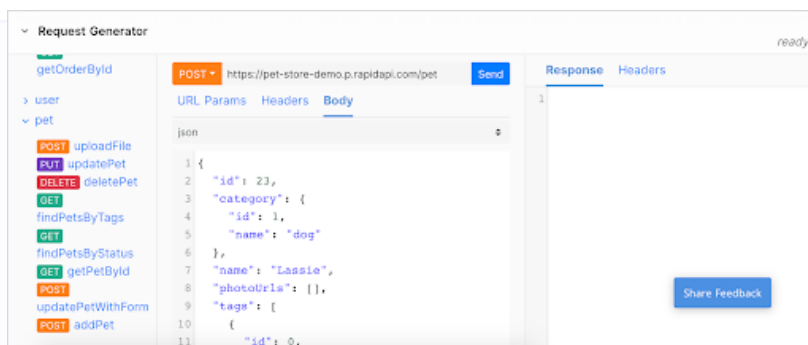 Request Generator
ready
getOrderById
user
pet
POST uploadFile
PUT updatePet
DELETE deletePet
GET
findPetsByTags
GET
findPetsByStatus
GET getPetById
POST
updatePetWithForm
POST addPet
POST https://pet-store-demo.p.rapidapi.com/pet Send
URL Params Headers Body
json
1 {
2 "id": 23,
3 "category": {
4 "id": 1,
5 "name": "dog"
6 },
7 "name": "Lassie",
8 "photoUrls": [],
9 "tags": [
10 {
11 "id": 0,
Response Headers
1
Share Feedback